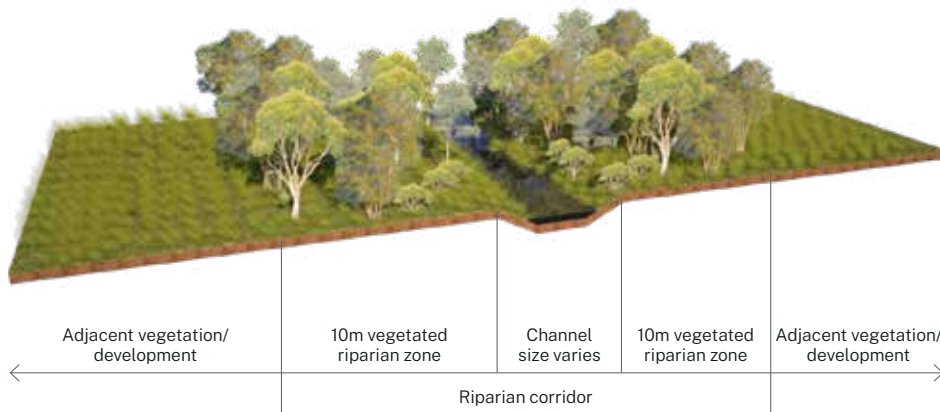 Adjacent vegetation/
development
10m vegetated
riparian zone
Channel
size varies
10m vegetated
riparian zone
Adjacent vegetation/
development
Riparian corridor